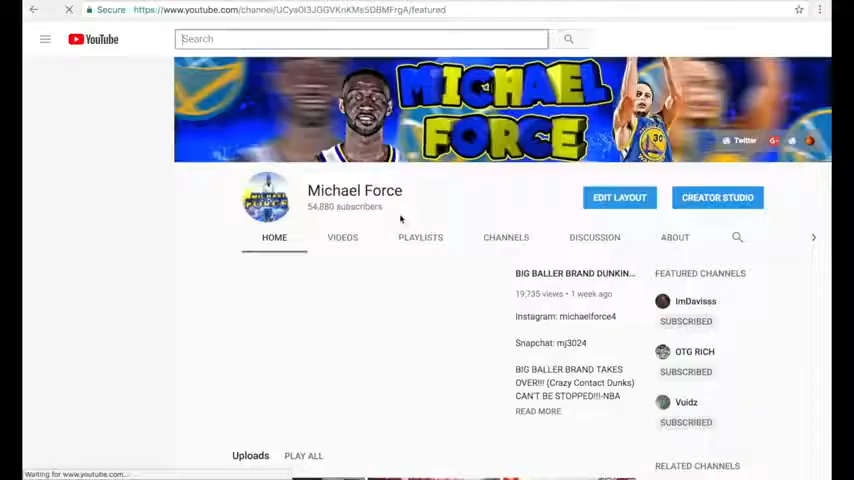 Secure https://www.youtube.com/channel/UCya0I3JGGVKnKMs5DBMFrgA/featured
YouTube
Search
MICHAEL
FORCE
30
Twitter
Michael Force
54,880 subscribers
EDIT LAYOUT
CREATOR STUDIO
HOME
VIDEOS
PLAYLISTS
CHANNELS
DISCUSSION
ABOUT
BIG BALLER BRAND DUNKIN...
19,735 views • 1 week ago
Instagram: michaelforce4
Snapchat: mj3024
BIG BALLER BRAND TAKES
OVER!!! (Crazy Contact Dunks)
CAN'T BE STOPPED!!!-NBA
READ MORE
FEATURED CHANNELS
ImDavisss
SUBSCRIBED
OTG RICH
SUBSCRIBED
Vuidz
SUBSCRIBED
RELATED CHANNELS
Uploads
PLAY ALL
Waiting for www.youtube.com...